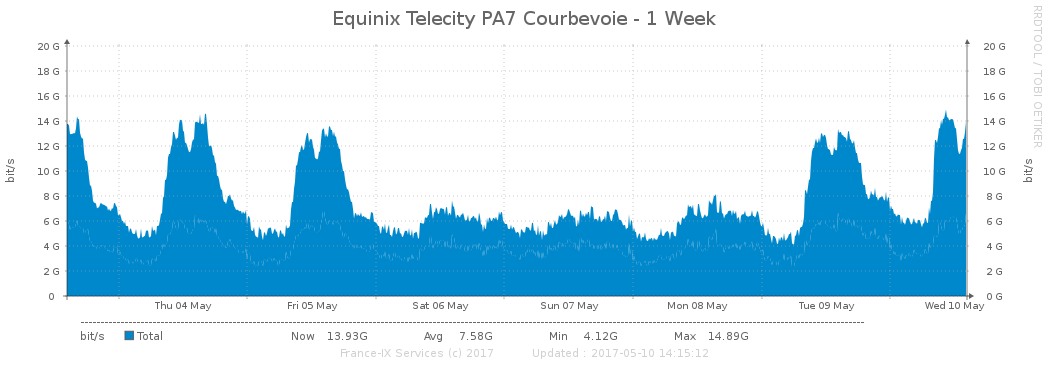 Equinix Telecity PA7 Courbevoie - 1 Week
RRDTOOL / TOBI OETIKER
bit/s
20 G 20 G
18 G 18 G
16 G 16 G
14 G 14 G
12 G 12 G
10 G 10 G
8 G 8 G
6 G 6 G
4 G 4 G
2 G 2 G
0 0 G
bit/s
Thu 04 May Fri 05 May Sat 06 May Sun 07 May Mon 08 May Tue 09 May Wed 10 May
bit/s Total Now 13.93G Avg 7.58G Min 4.12G Max 14.89G
France-IX Services (c) 2017 Updated : 2017-05-10 14:15:12